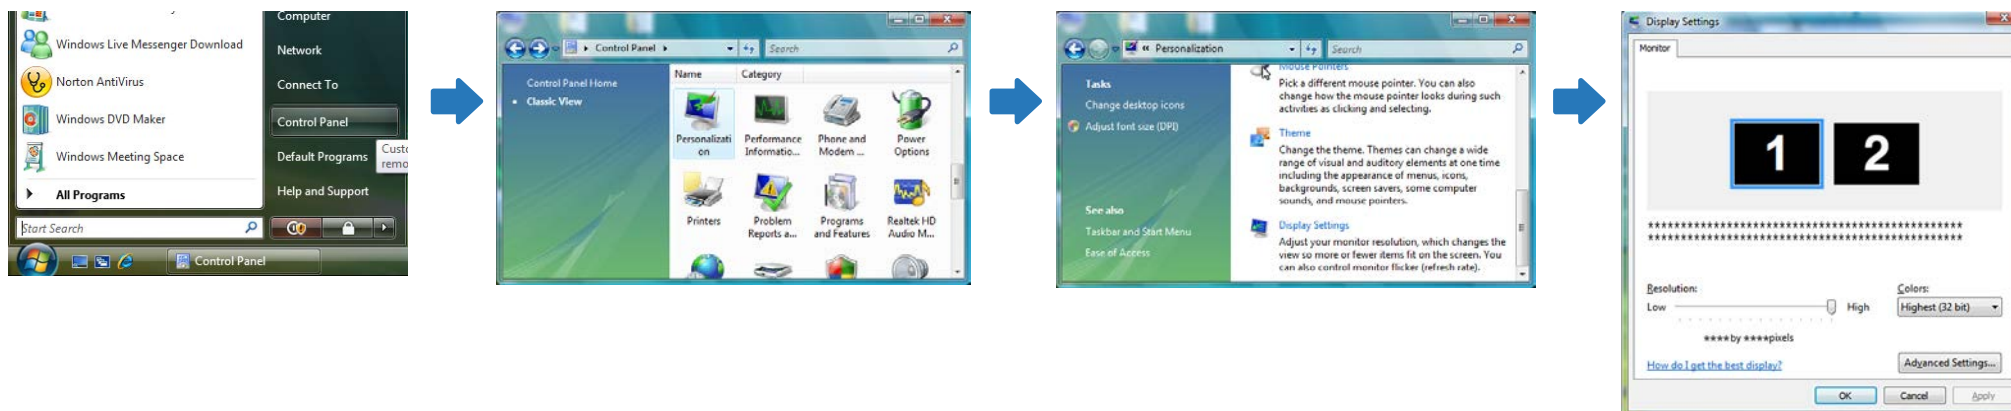 Computer
Windows Live Messenger Download
Network
Norton AntiVirus
Connect To
Windows DVD Maker
Control Panel
Windows Meeting Space
Default Programs
Custo
remo
All Programs
Help and Support
Start Search
Control Panel
Control Panel
Search
Control Panel Home
Classic View
Name
Category
Personalizati
on
Performance
Informatio...
Phone and
Modem ...
Power
Options
Printers
Problem
Reports a...
Programs
and Features
Realtek HD
Audio M...
« Personalization
Search
Tasks
Change desktop icons
Adjust font size (DPI)
See also
Taskbar and Start Menu
Ease of Access
Mouse Pointers
Pick a different mouse pointer. You can also
change how the mouse pointer looks during such
activities as clicking and selecting.
Theme
Change the theme. Themes can change a wide
range of visual and auditory elements at one time
including the appearance of menus, icons,
backgrounds, screen savers, some computer
sounds, and mouse pointers.
Display Settings
Adjust your monitor resolution, which changes the
view so more or fewer items fit on the screen. You
can also control monitor flicker (refresh rate).
Display Settings
Monitor
1
2
****************************************************
****************************************************
Resolution:
Low
High
****by ****pixels
Colors:
Highest (32 bit)
How do I get the best display?
Advanced Settings...
OK
Cancel
Apply